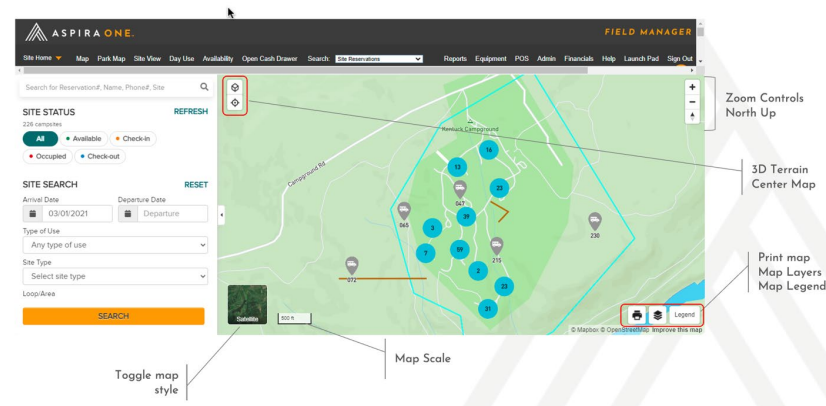 ASPIRA ONE.
FIELD MANAGER
Site Home Map Park Map Site View Day Use Availability Open Cash Drawer Search: Site Reservations Reports Equipment POS Admin Financials Help Launch Pad Sign Out
Search for Reservation#, Name, Phone#, Site
SITE STATUS REFRESH
226 campsites
All Available Check-in
Occupied Check-out
SITE SEARCH RESET
Arrival Date Departure Date
03/01/2021 Departure
Type of Use
Any type of use
Site Type
Select site type
Loop/Area
SEARCH
Kentuck Campground
Campground Rd
16
13
23
047
39
065
3
230
59
7
215
2
072
23
31
Satellite
500 ft
Legend
© Mapbox © OpenStreetMap Improve this map
Zoom Controls
North Up
3D Terrain
Center Map
Print map
Map Layers
Map Legend
Map Scale
Toggle map
style